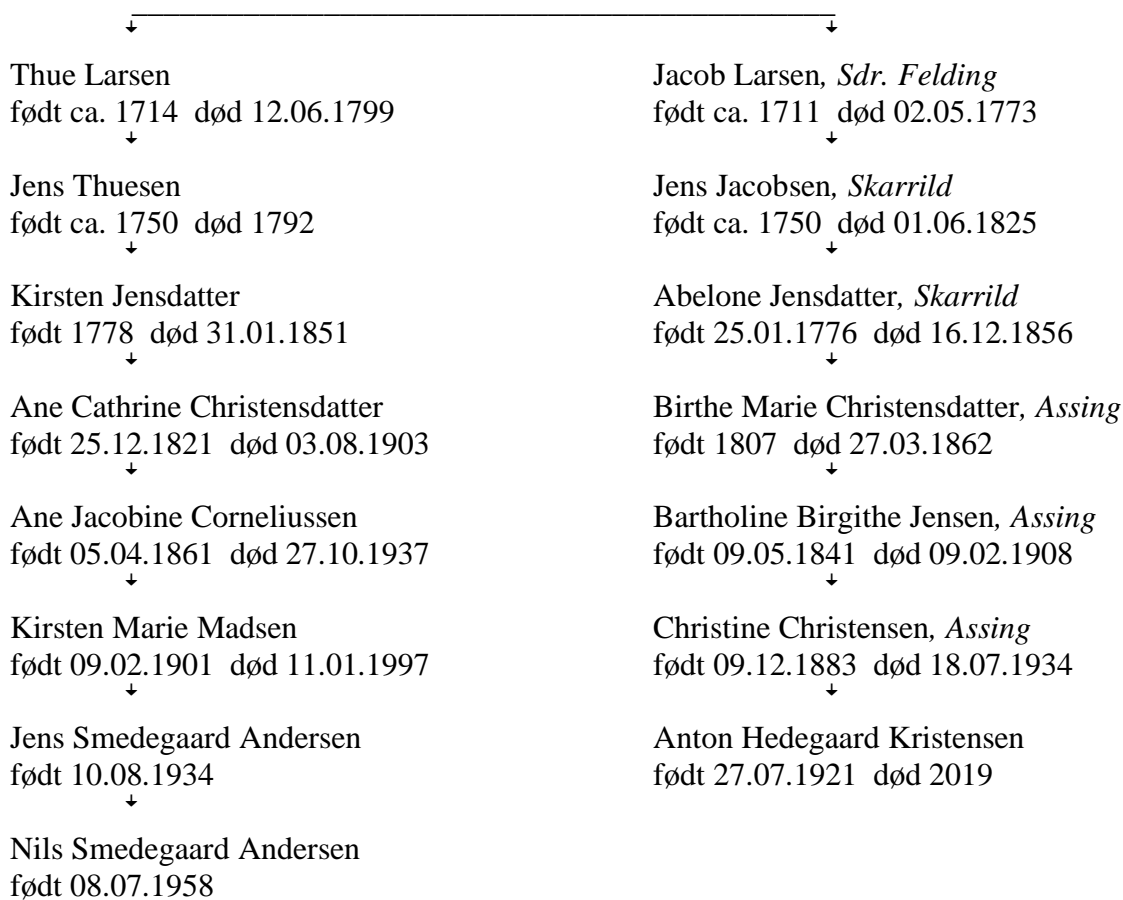 Thue Larsen
født ca. 1714  død 12.06.1799
Jens Thuesen
født ca. 1750  død 1792
Kirsten Jensdatter
født 1778  død 31.01.1851
Ane Cathrine Christensdatter
født 25.12.1821  død 03.08.1903
Ane Jacobine Corneliussen
født 05.04.1861  død 27.10.1937
Kirsten Marie Madsen
født 09.02.1901  død 11.01.1997
Jens Smedegaard Andersen
født 10.08.1934
Nils Smedegaard Andersen
født 08.07.1958
Jacob Larsen, Sdr. Felding
født ca. 1711  død 02.05.1773
Jens Jacobsen, Skarrild
født ca. 1750  død 01.06.1825
Abelone Jensdatter, Skarrild
født 25.01.1776  død 16.12.1856
Birthe Marie Christensdatter, Assing
født 1807  død 27.03.1862
Bartholine Birgithe Jensen, Assing
født 09.05.1841  død 09.02.1908
Christine Christensen, Assing
født 09.12.1883  død 18.07.1934
Anton Hedegaard Kristensen
født 27.07.1921  død 2019